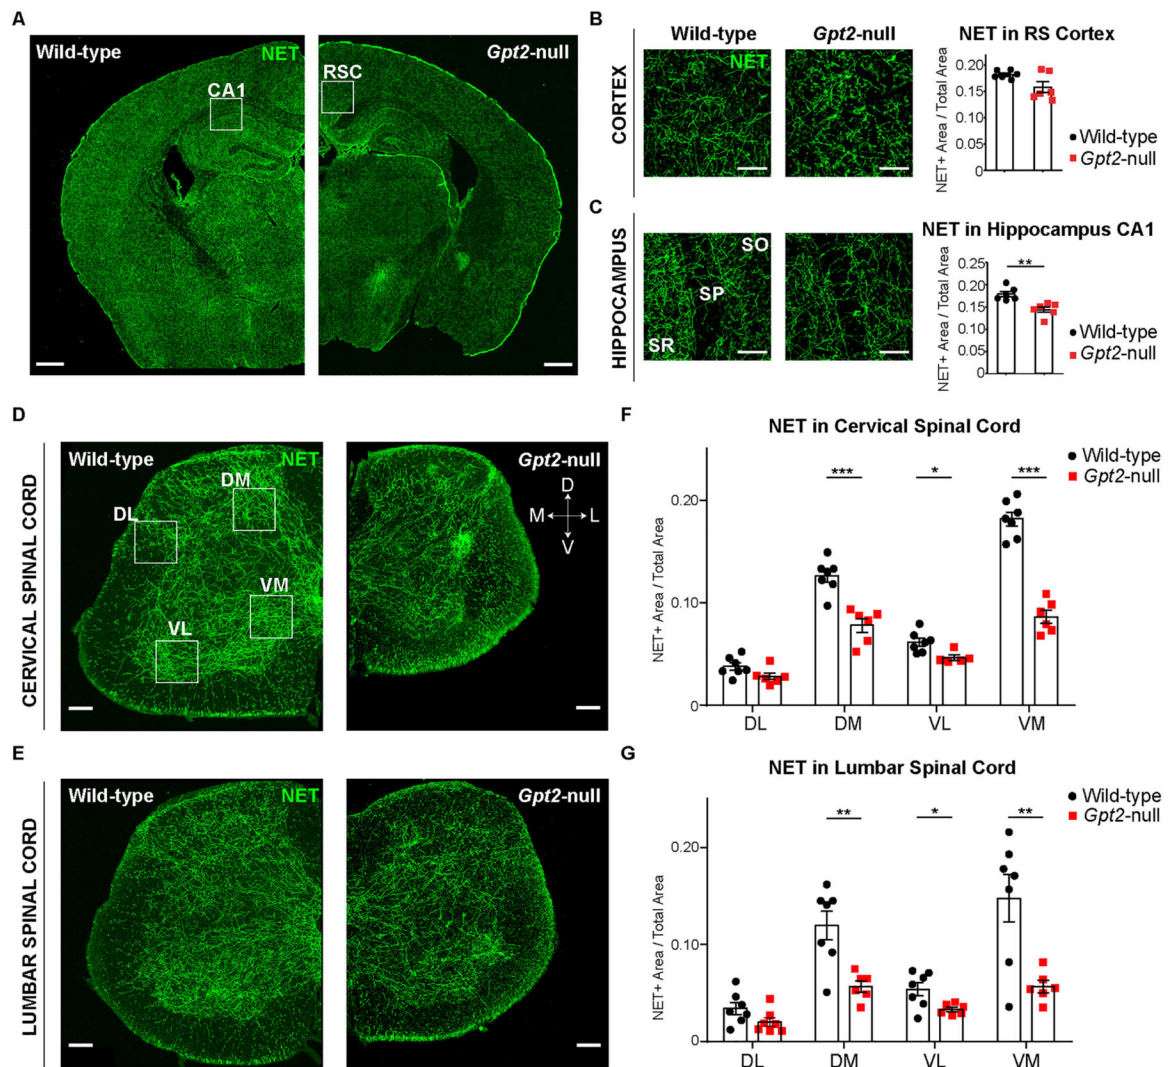 A
Wild-type
NET
CA1
Gpt2-null
RSC
B
Wild-type
Gpt2-null
CORTEX
NET
NET in RS Cortex
NET+ Area / Total Area
0.20
0.15
0.10
0.05
0
Wild-type
Gpt2-null
C
HIPPOCAMPUS
SO
SP
SR
NET in Hippocampus CA1
NET+ Area / Total Area
0.25
0.20
0.15
0.10
0.05
0
**
Wild-type
Gpt2-null
D
CERVICAL SPINAL CORD
Wild-type
NET
DM
DL
VM
VL
Gpt2-null
D
M L
V
E
LUMBAR SPINAL CORD
Wild-type
NET
Gpt2-null
F
NET in Cervical Spinal Cord
Wild-type
Gpt2-null
NET+ Area / Total Area
0.20
0.10
0
*** * ***
DL DM VL VM
G
NET in Lumbar Spinal Cord
Wild-type
Gpt2-null
NET+ Area / Total Area
0.20
0.10
0
** * **
DL DM VL VM